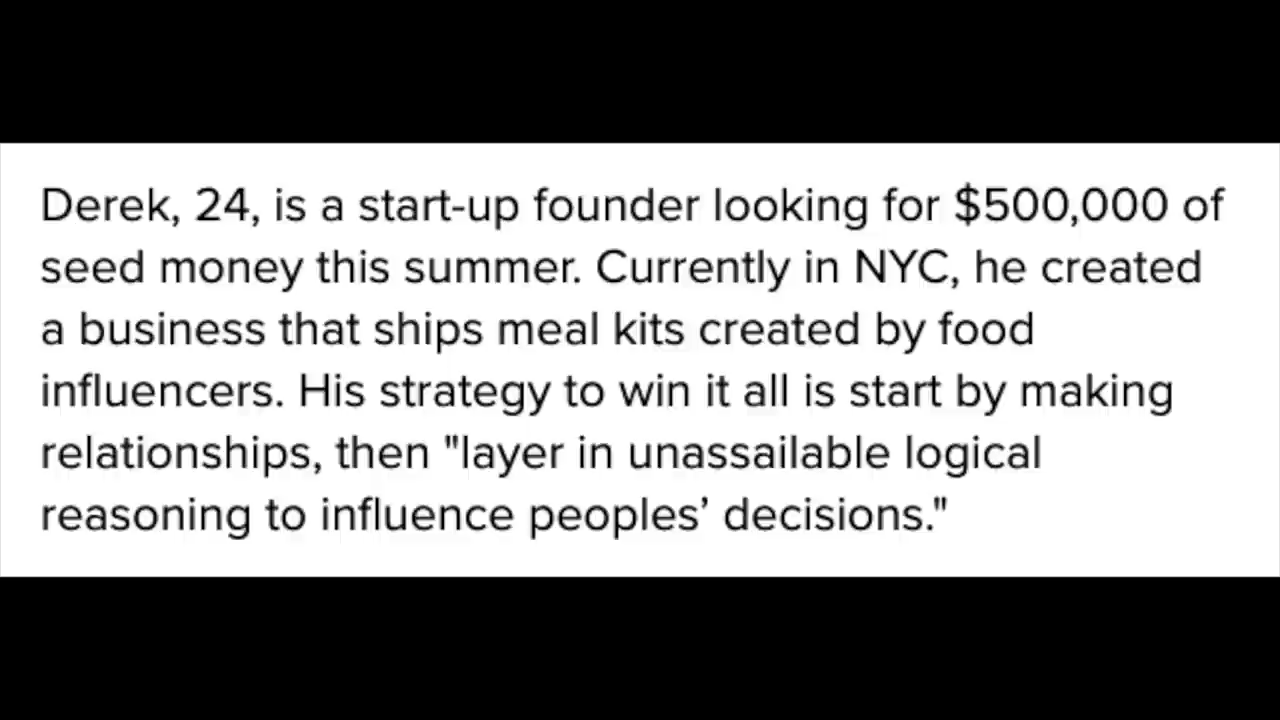 Derek, 24, is a start-up founder looking for $500,000 of
seed money this summer. Currently in NYC, he created
a business that ships meal kits created by food
influencers. His strategy to win it all is start by making
relationships, then "layer in unassailable logical
reasoning to influence peoples’ decisions."